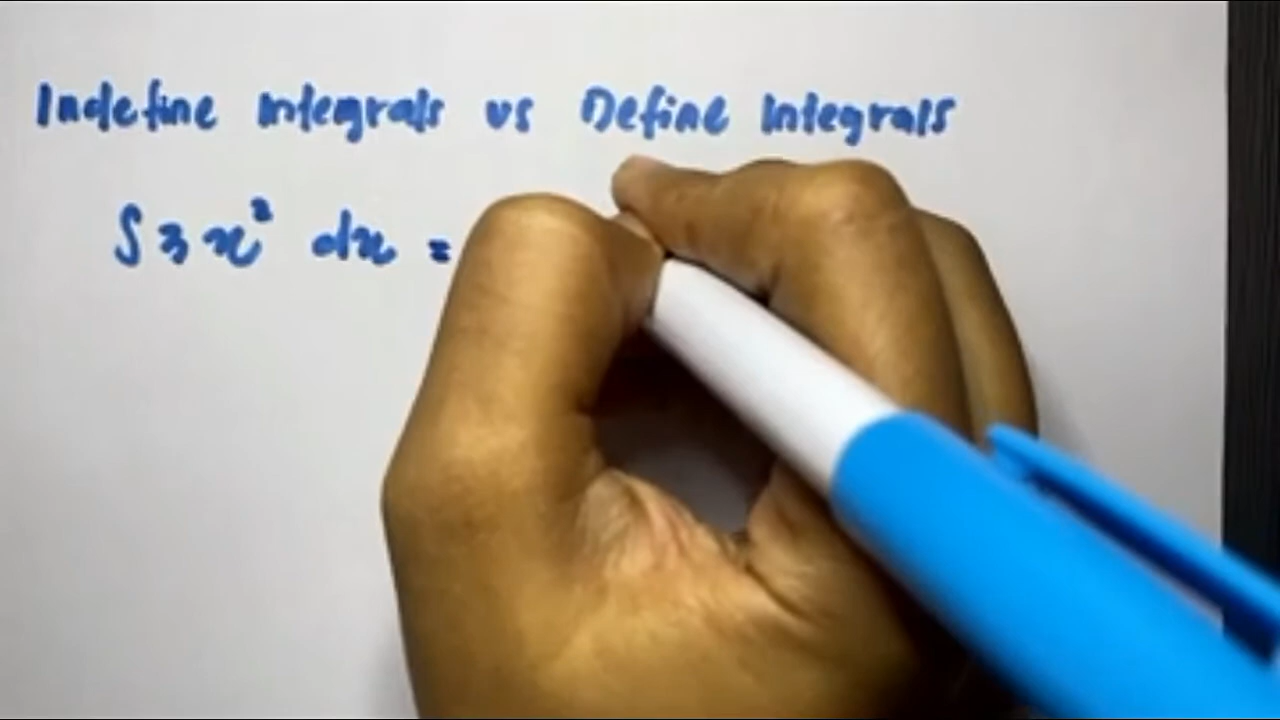 Indefine Integrals vs Define Integrals
∫3x² dx =